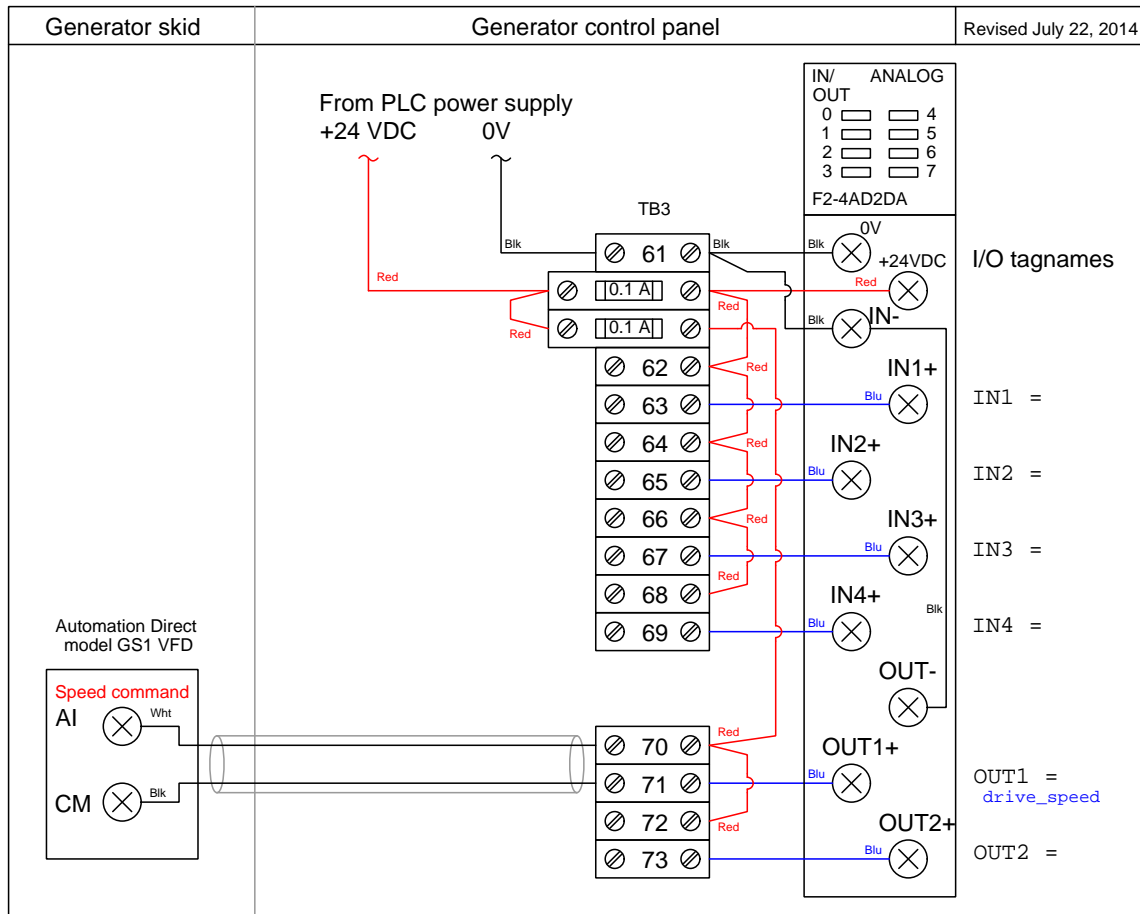 Generator skid
Generator control panel
Revised July 22, 2014
From PLC power supply
+24 VDC 0V
IN/ ANALOG
OUT
0 4
1 5
2 6
3 7
F2-4AD2DA
TB3
Blk 61 Blk Blk 0V
+24VDC
I/O tagnames
Red 0.1 A Red Red
Red 0.1 A Blk IN-
62 Red
IN1+
63 Blu IN1 =
64 Red
IN2+
65 Blu IN2 =
66 Red
IN3+
67 Blu IN3 =
68 Red
IN4+
Blk
69 Blu IN4 =
Automation Direct
model GS1 VFD
Speed command
AI Wht
OUT-
70 Red
OUT1+
CM Blk
71 Blu OUT1 =
drive_speed
72 Red
OUT2+
73 Blu OUT2 =